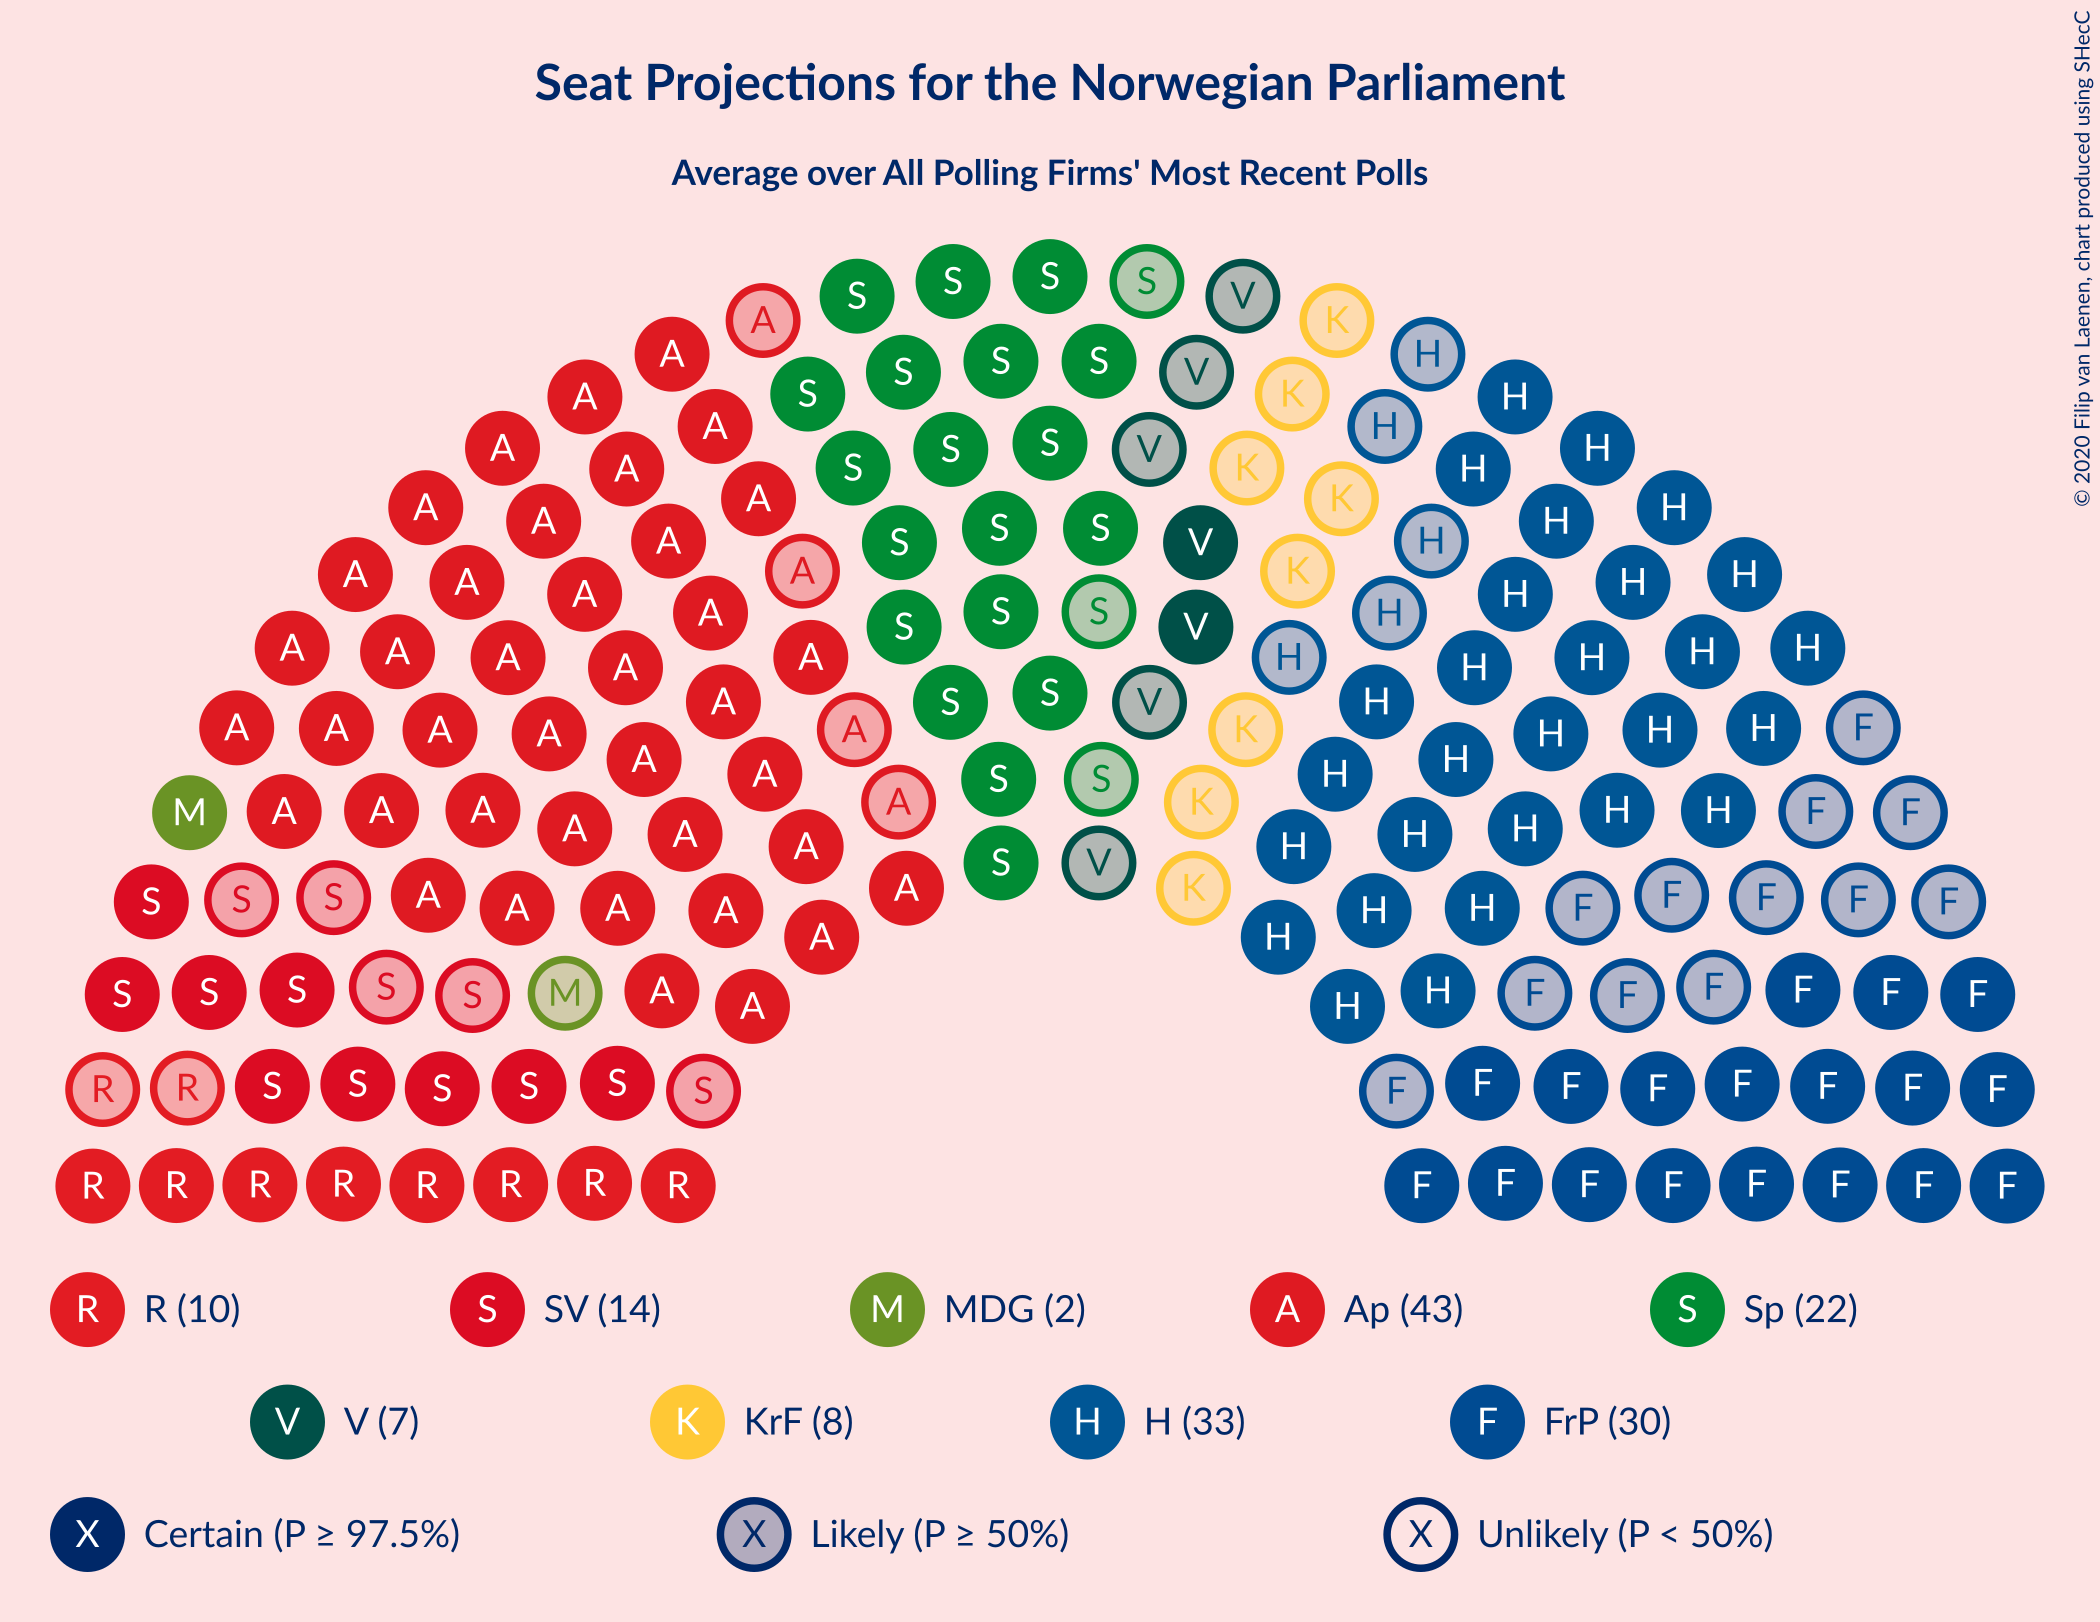 Seat Projections for the Norwegian Parliament
Average over All Polling Firms' Most Recent Polls
© 2020 Filip van Laenen, chart produced using SHecC
S S S S V K
A H
A H
A S S S S V K H H
A A H H
A A S S S V K K H H H
A A A A S S S V K H H H H
A A A A A S S S V H H H H H H
A A A A A A S S V K H H H H H F
M A A A A A A A S S K H H H H H F F
S S S A A A A A A S V K H H H F F F F F
S S S S S M A A H H F F F F F F
R R S S S S S S F F F F F F F F
R R R R R R R R F F F F F F F F
R R (10) S SV (14) M MDG (2) A Ap (43) S Sp (22)
V V (7) K KrF (8) H H (33) F FrP (30)
X Certain (P ≥ 97.5%) X Likely (P ≥ 50%) X Unlikely (P < 50%)